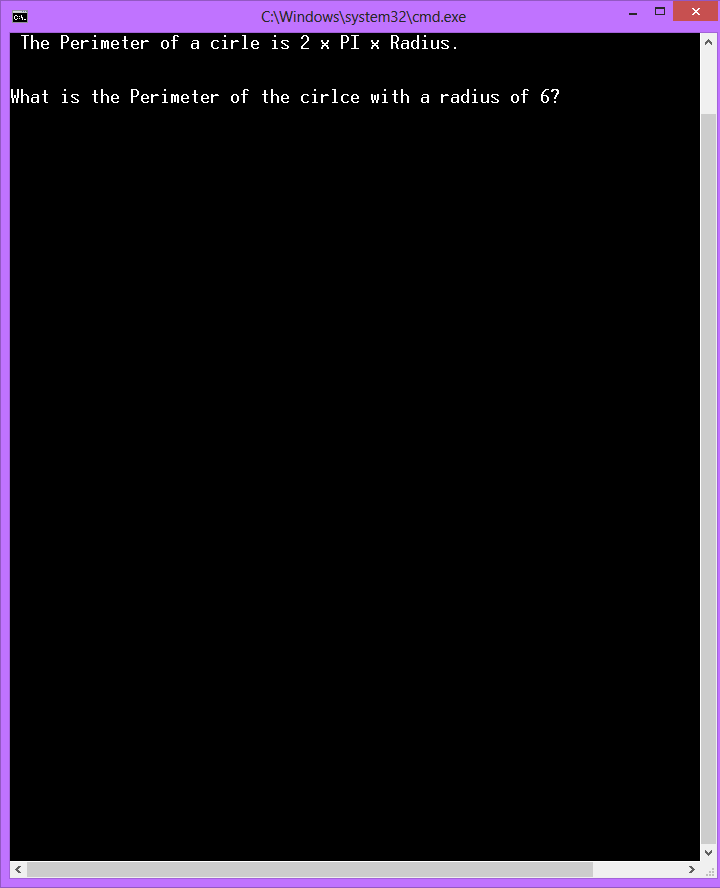 C:\Windows\system32\cmd.exe
The Perimeter of a cirle is 2 x PI x Radius.
What is the Perimeter of the cirlce with a radius of 6?